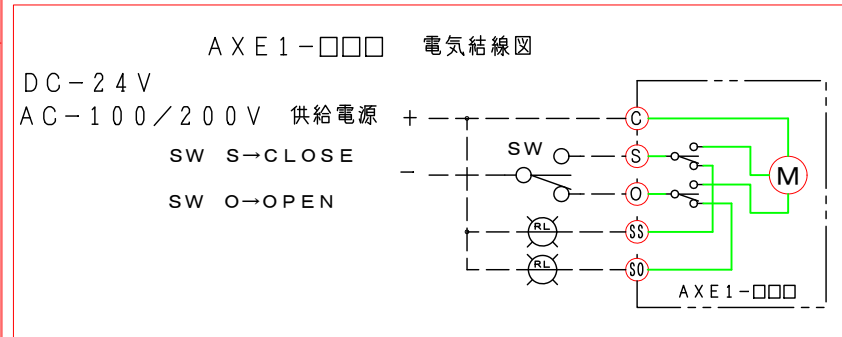 AXE1-□□□ 電気結線図
DC-24V
AC-100/200V 供給電源 +
-
SW S→CLOSE
SW O→OPEN
SW
C
S
O
SS
SO
RL
RL
M
AXE1-□□□